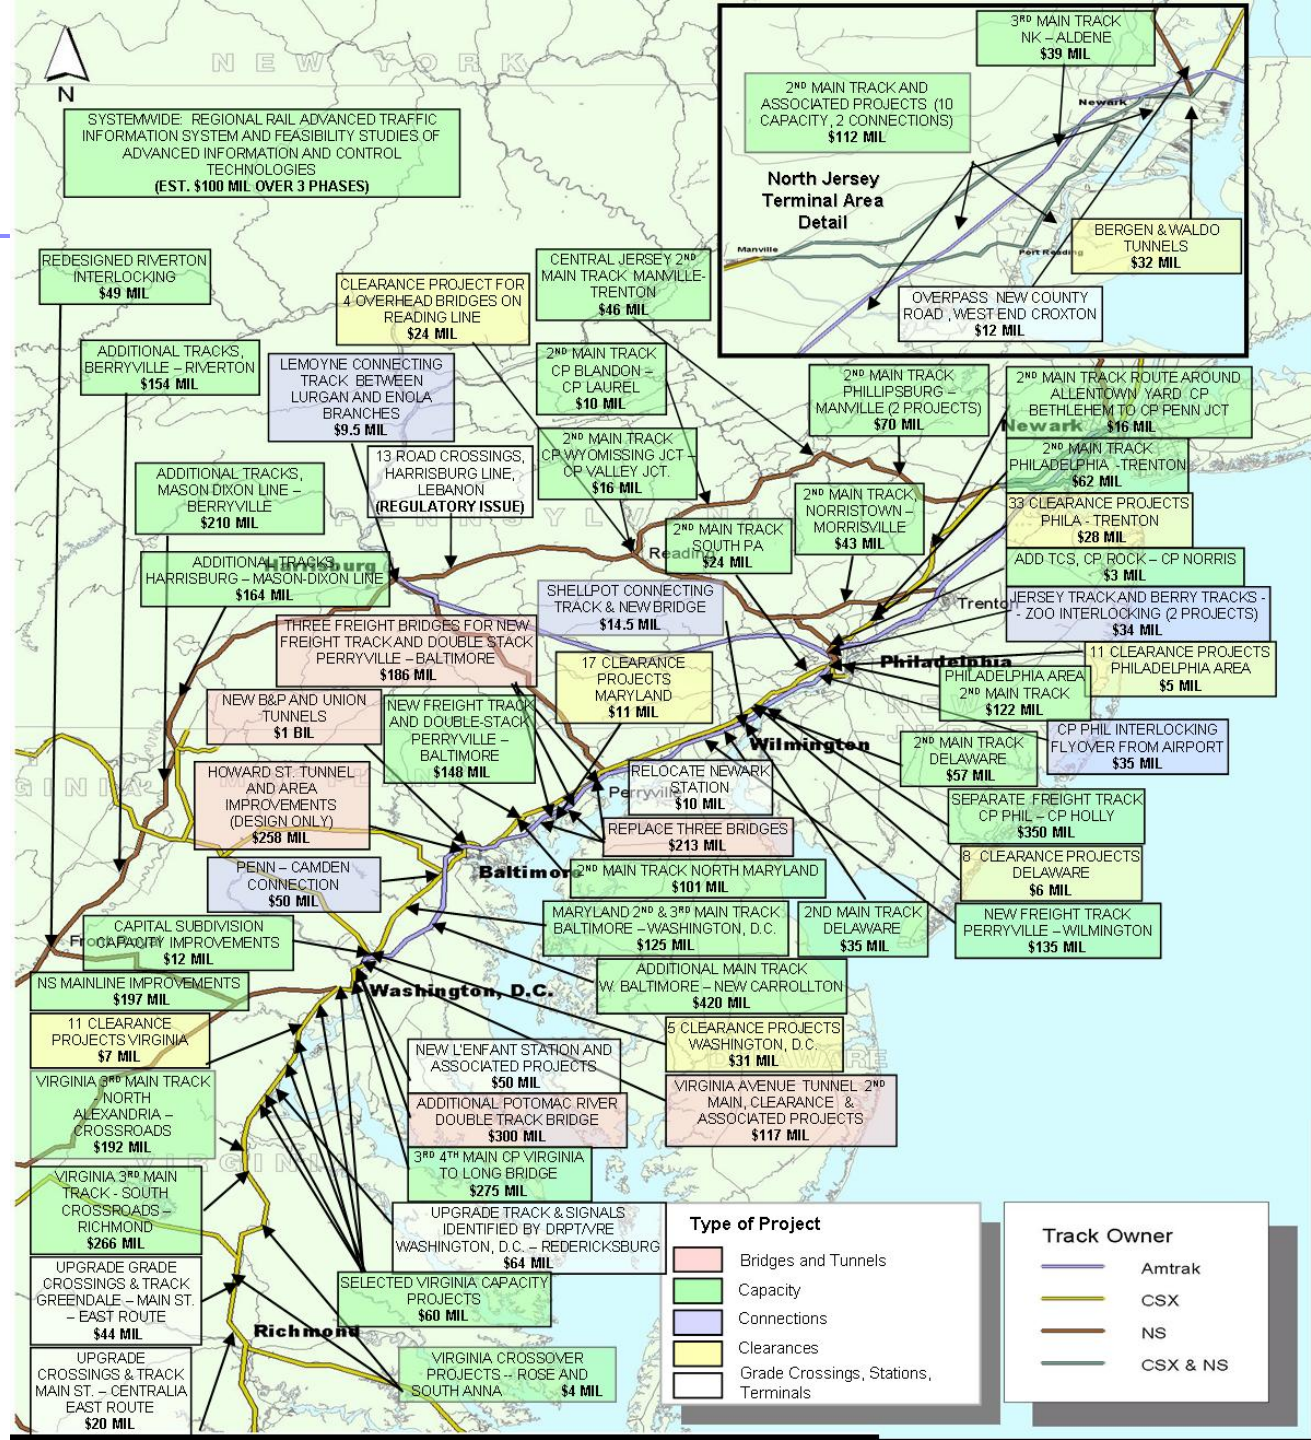 N
NEW YORK
SYSTEMWIDE: REGIONAL RAIL ADVANCED TRAFFIC
INFORMATION SYSTEM AND FEASIBILITY STUDIES OF
ADVANCED INFORMATION AND CONTROL
TECHNOLOGIES
(EST. $100 MIL OVER 3 PHASES)
3RD MAIN TRACK
NK – ALDENE
$39 MIL
2ND MAIN TRACK AND
ASSOCIATED PROJECTS (10
CAPACITY, 2 CONNECTIONS)
$112 MIL
Newark
North Jersey
Terminal Area
Detail
Manville
Port Reading
BERGEN & WALDO
TUNNELS
$32 MIL
OVERPASS NEW COUNTY
ROAD, WEST END CROXTON
$12 MIL
REDESIGNED RIVERTON
INTERLOCKING
$49 MIL
CLEARANCE PROJECT FOR
4 OVERHEAD BRIDGES ON
READING LINE
$24 MIL
CENTRAL JERSEY 2ND
MAIN TRACK MANVILLE-
TRENTON
$46 MIL
ADDITIONAL TRACKS,
BERRYVILLE – RIVERTON
$154 MIL
LEMOYNE CONNECTING
TRACK BETWEEN
LURGAN AND ENOLA
BRANCHES
$9.5 MIL
2ND MAIN TRACK
CP BLANDON –
CP LAUREL
$10 MIL
2ND MAIN TRACK
PHILLIPSBURG –
MANVILLE (2 PROJECTS)
$70 MIL
2ND MAIN TRACK ROUTE AROUND
ALLENTOWN YARD CP
BETHLEHEM TO CP PENN JCT
$16 MIL
Newark
13 ROAD CROSSINGS,
HARRISBURG LINE,
LEBANON
(REGULATORY ISSUE)
2ND MAIN TRACK
CP WYOMISSING JCT –
CP VALLEY JCT.
$16 MIL
2ND MAIN TRACK
PHILADELPHIA - TRENTON
$62 MIL
ADDITIONAL TRACKS,
MASON DIXON LINE –
BERRYVILLE
$210 MIL
PENNSYLVANIA
2ND MAIN TRACK,
NORRISTOWN –
MORRISVILLE
$43 MIL
33 CLEARANCE PROJECTS
PHILA - TRENTON
$28 MIL
2ND MAIN TRACK
SOUTH PA
$24 MIL
Reading
ADD TCS, CP ROCK – CP NORRIS
$3 MIL
ADDITIONAL TRACKS,
HARRISBURG – MASON-DIXON LINE
$164 MIL
Harrisburg
SHELLPOT CONNECTING
TRACK & NEW BRIDGE
$14.5 MIL
Trenton
JERSEY TRACK AND BERRY TRACKS -
- ZOO INTERLOCKING (2 PROJECTS)
$34 MIL
THREE FREIGHT BRIDGES FOR NEW
FREIGHT TRACK AND DOUBLE STACK
PERRYVILLE – BALTIMORE
$186 MIL
17 CLEARANCE
PROJECTS
MARYLAND
$11 MIL
Philadelphia
11 CLEARANCE PROJECTS
PHILADELPHIA AREA
$5 MIL
PHILADELPHIA AREA
2ND MAIN TRACK
$122 MIL
NEW B&P AND UNION
TUNNELS
$1 BIL
NEW FREIGHT TRACK
AND DOUBLE-STACK
PERRYVILLE –
BALTIMORE
$148 MIL
CP PHIL INTERLOCKING
FLYOVER FROM AIRPORT
$35 MIL
Wilmington
2ND MAIN TRACK
DELAWARE
$57 MIL
HOWARD ST. TUNNEL
AND AREA
IMPROVEMENTS
(DESIGN ONLY)
$258 MIL
RELOCATE NEWARK
STATION
$10 MIL
Perryville
SEPARATE FREIGHT TRACK
CP PHIL – CP HOLLY
$350 MIL
REPLACE THREE BRIDGES
$213 MIL
8 CLEARANCE PROJECTS
DELAWARE
$6 MIL
PENN – CAMDEN
CONNECTION
$50 MIL
Baltimore
2ND MAIN TRACK NORTH MARYLAND
$101 MIL
MARYLAND 2ND & 3RD MAIN TRACK
BALTIMORE – WASHINGTON, D.C.
$125 MIL
2ND MAIN TRACK
DELAWARE
$35 MIL
NEW FREIGHT TRACK
PERRYVILLE – WILMINGTON
$135 MIL
CAPITAL SUBDIVISION
CAPACITY IMPROVEMENTS
$12 MIL
ADDITIONAL MAIN TRACK
W. BALTIMORE – NEW CARROLLTON
$420 MIL
NS MAINLINE IMPROVEMENTS
$197 MIL
Washington, D.C.
11 CLEARANCE
PROJECTS VIRGINIA
$7 MIL
5 CLEARANCE PROJECTS
WASHINGTON, D.C.
$31 MIL
NEW L'ENFANT STATION AND
ASSOCIATED PROJECTS
$50 MIL
VIRGINIA 3RD MAIN TRACK
- NORTH
ALEXANDRIA –
CROSSROADS
$192 MIL
VIRGINIA AVENUE TUNNEL 2ND
MAIN, CLEARANCE &
ASSOCIATED PROJECTS
$117 MIL
ADDITIONAL POTOMAC RIVER
DOUBLE TRACK BRIDGE
$300 MIL
VIRGINIA
3RD 4TH MAIN CP VIRGINIA
TO LONG BRIDGE
$275 MIL
VIRGINIA 3RD MAIN
TRACK - SOUTH
CROSSROADS –
RICHMOND
$266 MIL
UPGRADE TRACK & SIGNALS
IDENTIFIED BY DRPT/VRE
WASHINGTON, D.C. – REDERICKSBURG
$64 MIL
UPGRADE GRADE
CROSSINGS & TRACK
GREENDALE – MAIN ST.
– EAST ROUTE
$44 MIL
SELECTED VIRGINIA CAPACITY
PROJECTS
$60 MIL
Richmond
UPGRADE
CROSSINGS & TRACK
MAIN ST. – CENTRALIA
EAST ROUTE
$20 MIL
VIRGINIA CROSSOVER
PROJECTS -- ROSE AND
SOUTH ANNA $4 MIL
Type of Project
Bridges and Tunnels
Capacity
Connections
Clearances
Grade Crossings, Stations,
Terminals
Track Owner
Amtrak
CSX
NS
CSX & NS